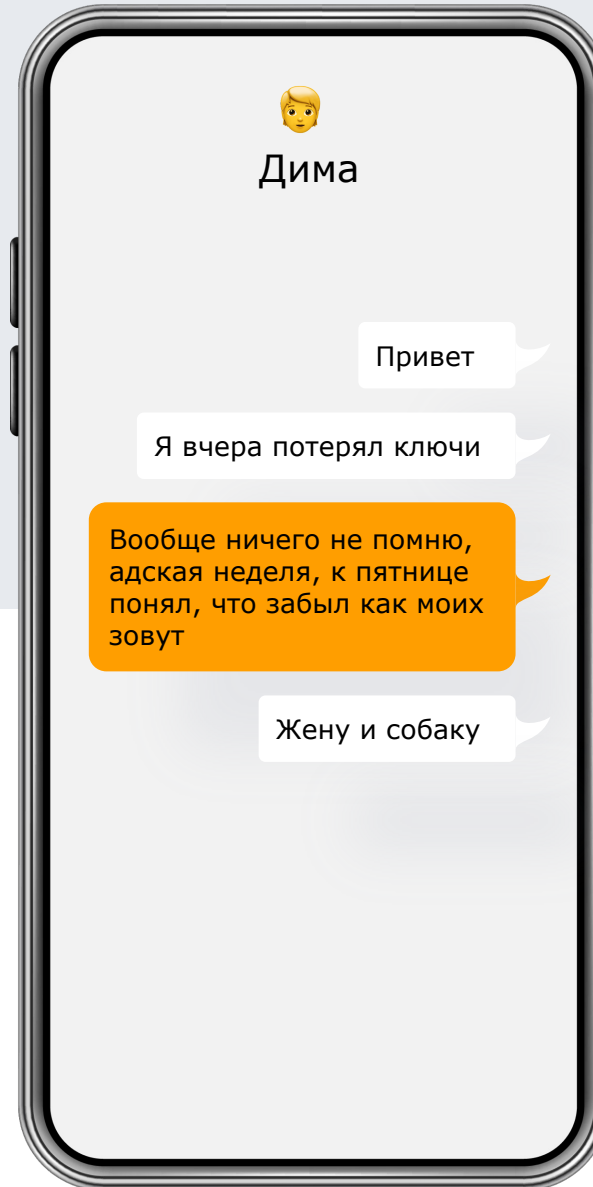 Дима
Привет
Я вчера потерял ключи
Вообще ничего не помню,
адская неделя, к пятнице
понял, что забыл как моих
зовут
Жену и собаку